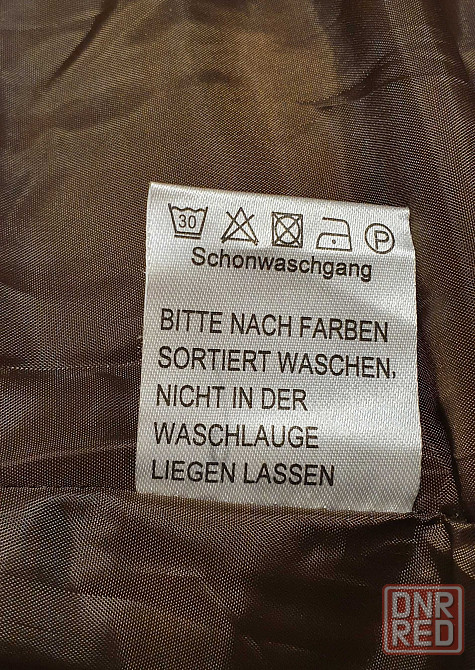 30
P
Schonwaschgang
BITTE NACH FARBEN
SORTIERT WASCHEN,
NICHT IN DER
WASCHLAUGE
LIEGEN LASSEN
DNR
RED